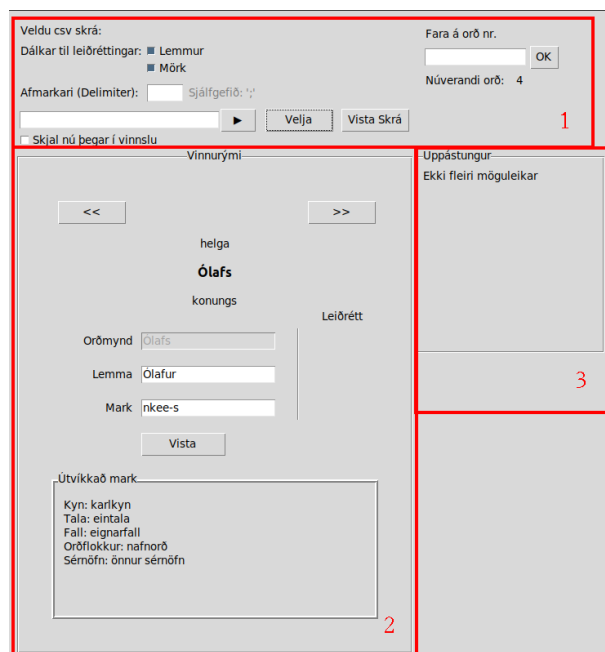 Veldu csv skrá:
Dálkar til leiðréttingar: Lemmur
Mörk
Afmarkari (Delimiter): Sjálfgefið: ';'
▶ Velja Vista Skrá
Skjal nú þegar í vinnslu
Fara á orð nr.
OK
Núverandi orð: 4
1
Vinnurými
<< >>
helga
Ólafs
konungs
Leiðrétt
Orðmynd Ólafs
Lemma Ólafur
Mark nkee-s
Vista
Útvíkkað mark
Kyn: karlkyn
Tala: eintala
Fall: eignarfall
Orðflokkur: nafnorð
Sérnöfn: önnur sérnöfn
2
Uppástungur
Ekki fleiri möguleikar
3